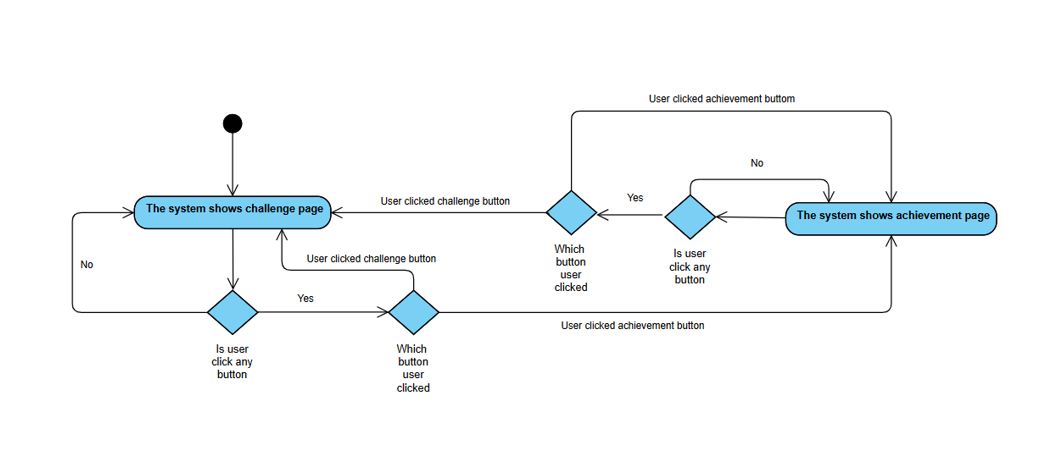 User clicked achievement buttom
No
Yes
User clicked challenge button
The system shows challenge page
The system shows achievement page
Which
button
user
clicked
Is user
click any
button
No
User clicked challenge button
Yes
User clicked achievement button
Is user
click any
button
Which
button
user
clicked